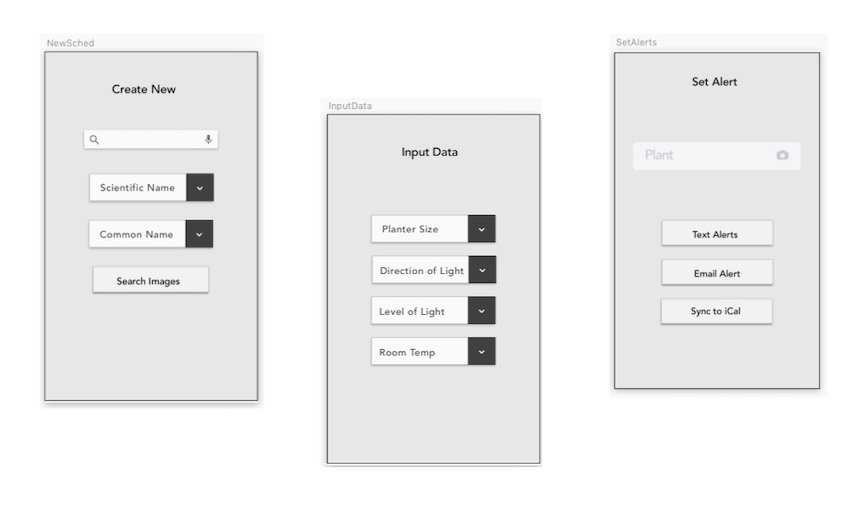 NewSched
Create New
Scientific Name
Common Name
Search Images
InputData
Input Data
Planter Size
Direction of Light
Level of Light
Room Temp
SetAlerts
Set Alert
Plant
Text Alerts
Email Alert
Sync to iCal